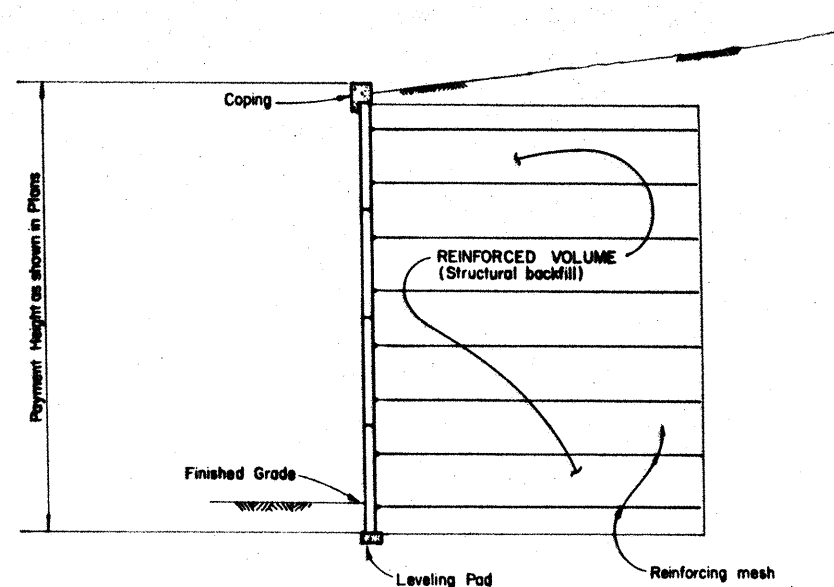 Coping
Payment Height as shown in Plans
REINFORCED VOLUME
(Structural backfill)
Finished Grade
Leveling Pad
Reinforcing mesh